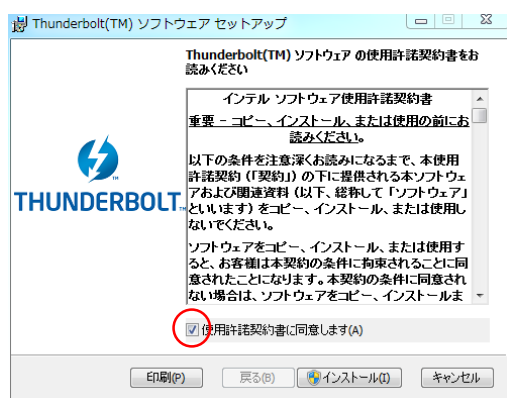 Thunderbolt(TM) ソフトウェア セットアップ
Thunderbolt(TM) ソフトウェア の使用許諾契約書をお
読みください
インテル ソフトウェア使用許諾契約書
重要 – コピー、インストール、または使用の前にお
読みください。
以下の条件を注意深くお読みになるまで、本使用
許諾契約 (「契約」) の下に提供される本ソフトウェ
アおよび関連資料 (以下、総称して「ソフトウェア」
といいます) をコピー、インストール、または使用し
ないでください。
ソフトウェアをコピー、インストール、または使用す
ると、お客様は本契約の条件に拘束されることに同
意されたことになります。本契約の条件に同意され
ない場合は、ソフトウェアをコピー、インストールま
THUNDERBOLT™
使用許諾契約書に同意します(A)
印刷(P)
戻る(B)
インストール(I)
キャンセル